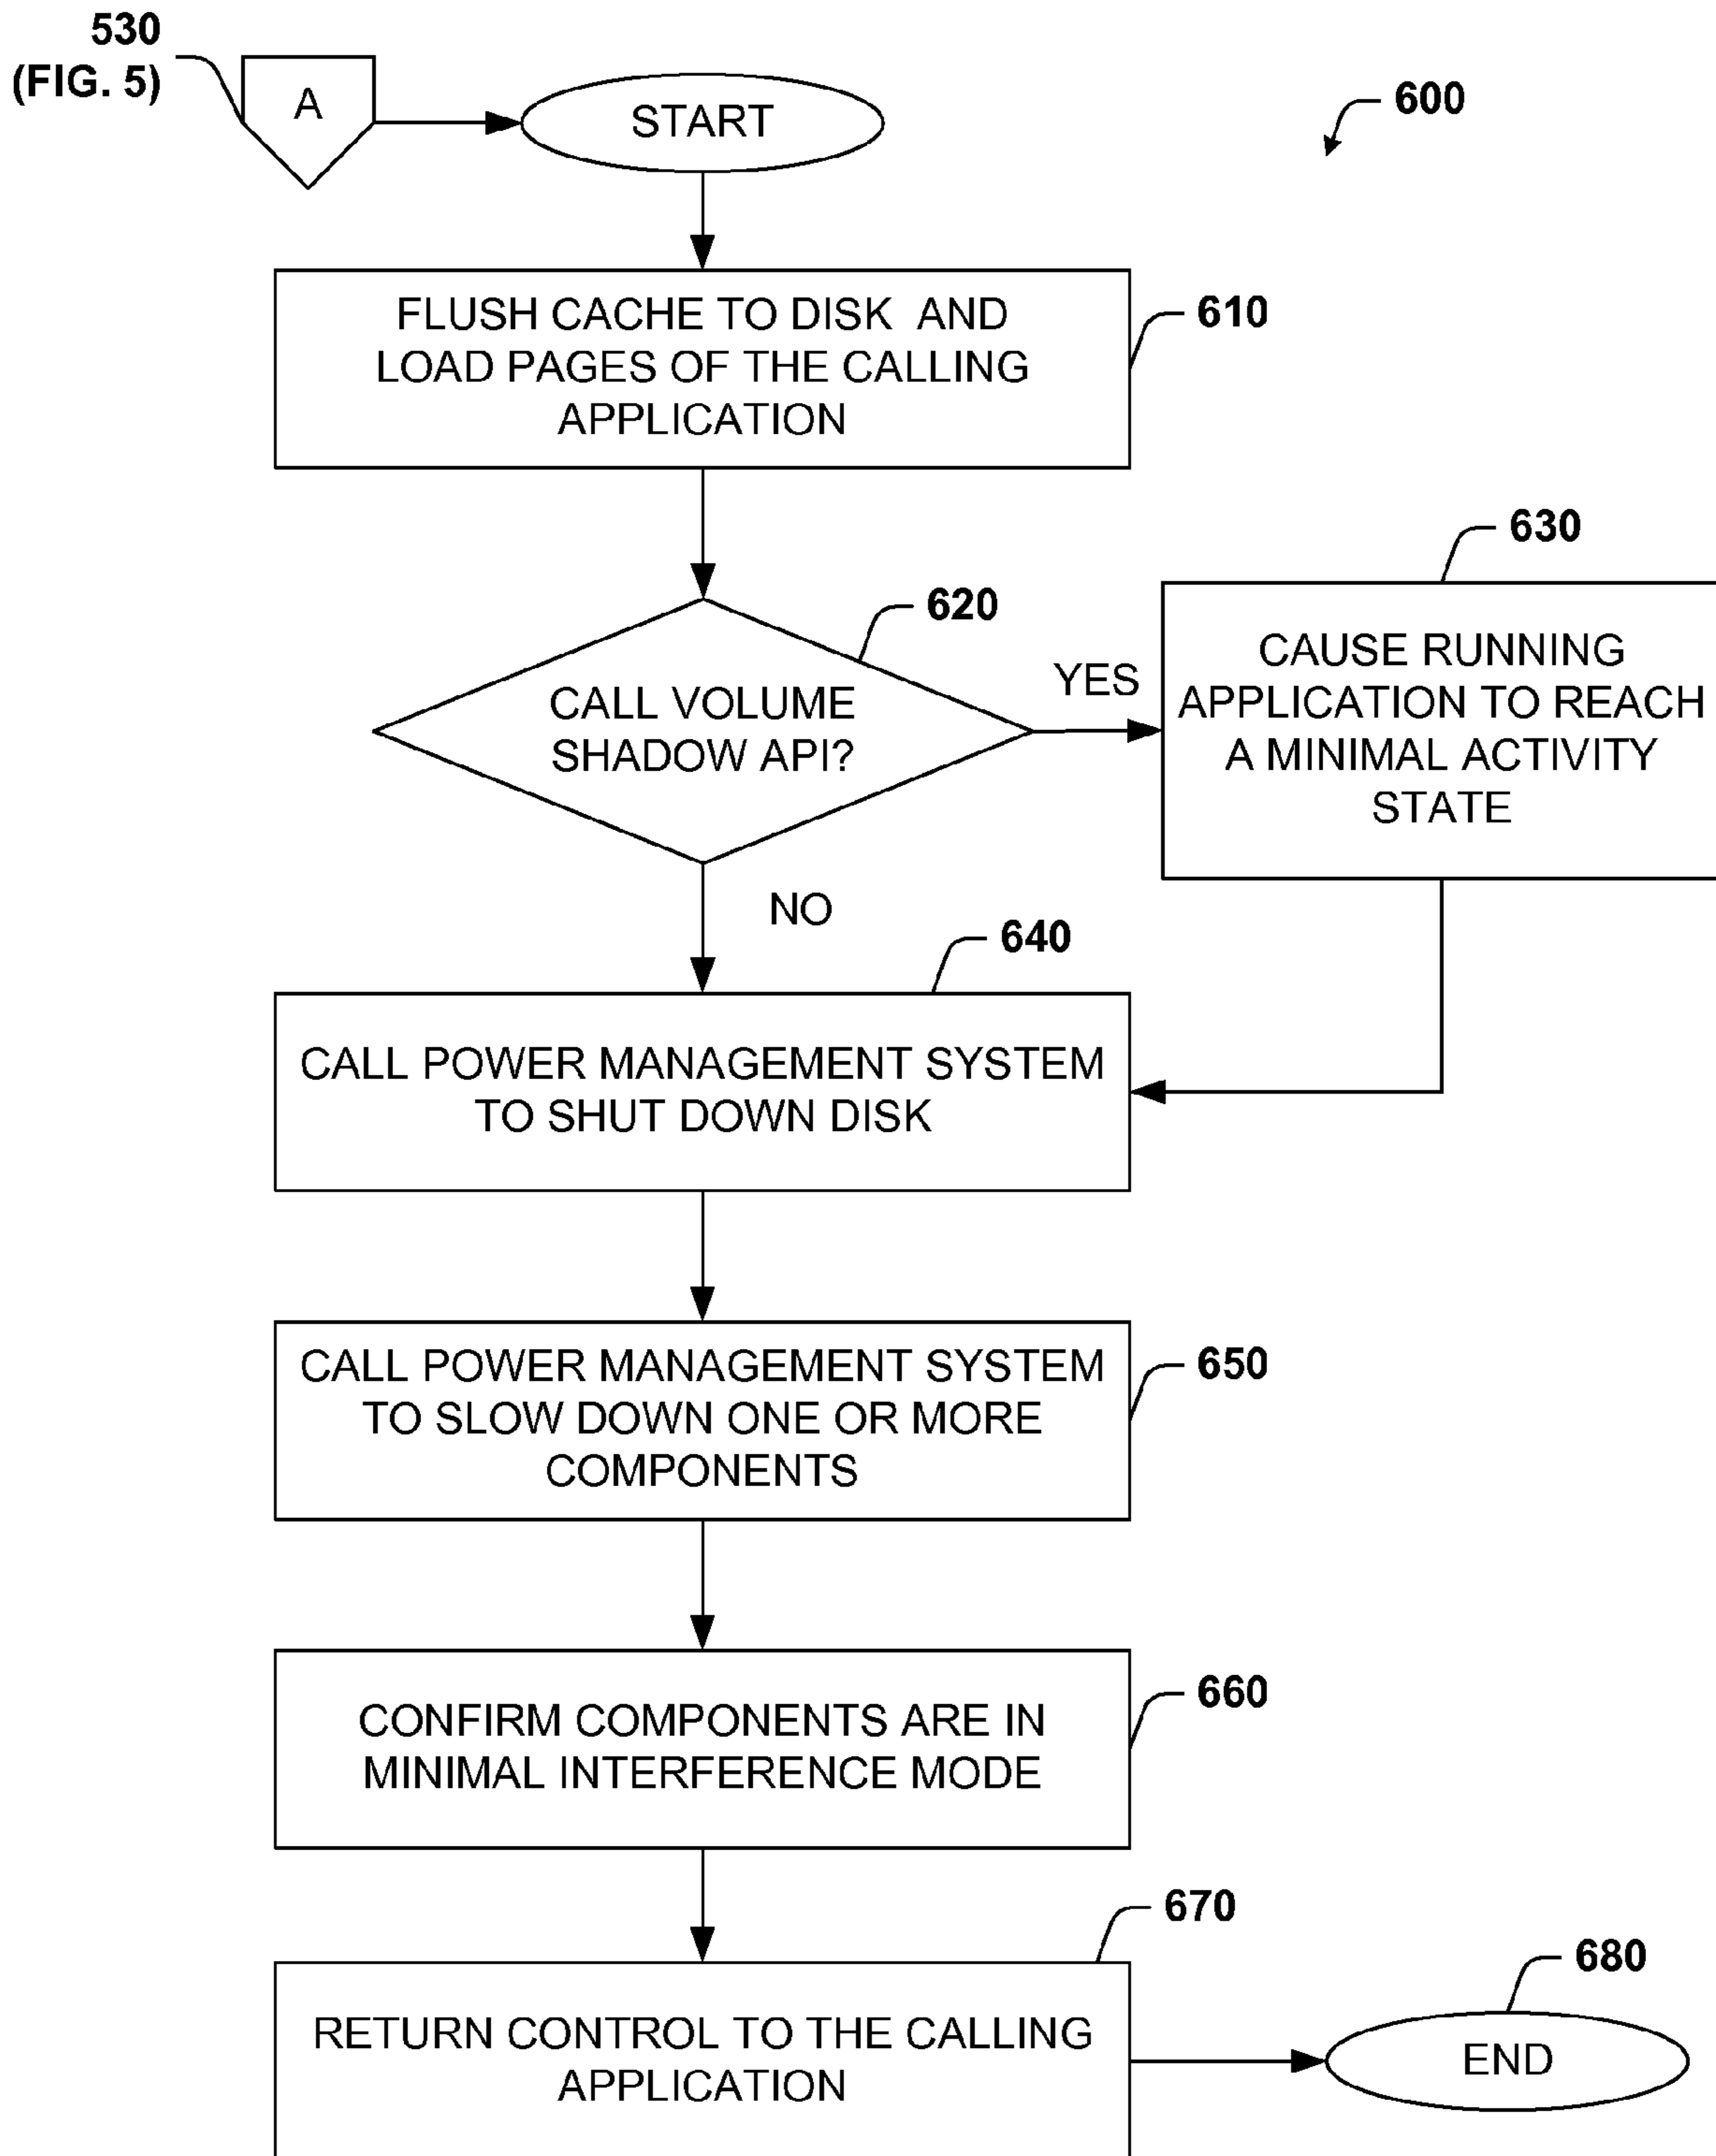 530
(FIG. 5)
A
START
600
FLUSH CACHE TO DISK AND
LOAD PAGES OF THE CALLING
APPLICATION
610
620
CALL VOLUME
SHADOW API?
YES
630
CAUSE RUNNING
APPLICATION TO REACH
A MINIMAL ACTIVITY
STATE
NO
640
CALL POWER MANAGEMENT SYSTEM
TO SHUT DOWN DISK
CALL POWER MANAGEMENT SYSTEM
TO SLOW DOWN ONE OR MORE
COMPONENTS
650
CONFIRM COMPONENTS ARE IN
MINIMAL INTERFERENCE MODE
660
670
RETURN CONTROL TO THE CALLING
APPLICATION
680
END